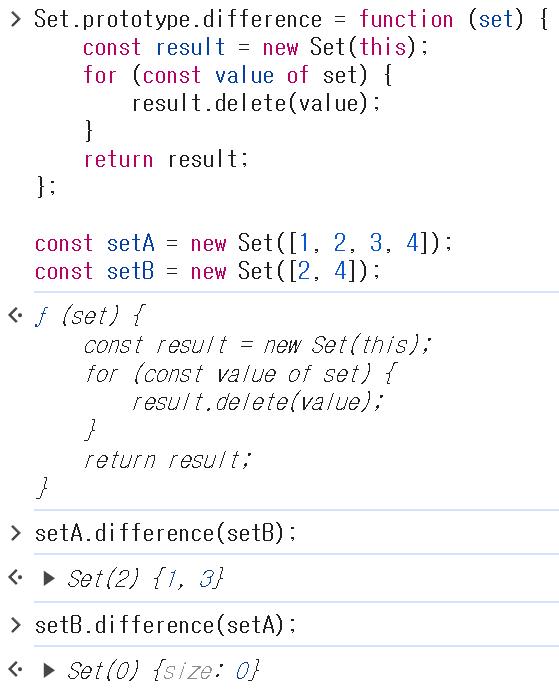 > Set.prototype.difference = function (set) {
    const result = new Set(this);
    for (const value of set) {
        result.delete(value);
    }
    return result;
};

const setA = new Set([1, 2, 3, 4]);
const setB = new Set([2, 4]);
<· ƒ (set) {
    const result = new Set(this);
    for (const value of set) {
        result.delete(value);
    }
    return result;
}
> setA.difference(setB);
<· ▶ Set(2) {1, 3}
> setB.difference(setA);
<· ▶ Set(0) {size: 0}